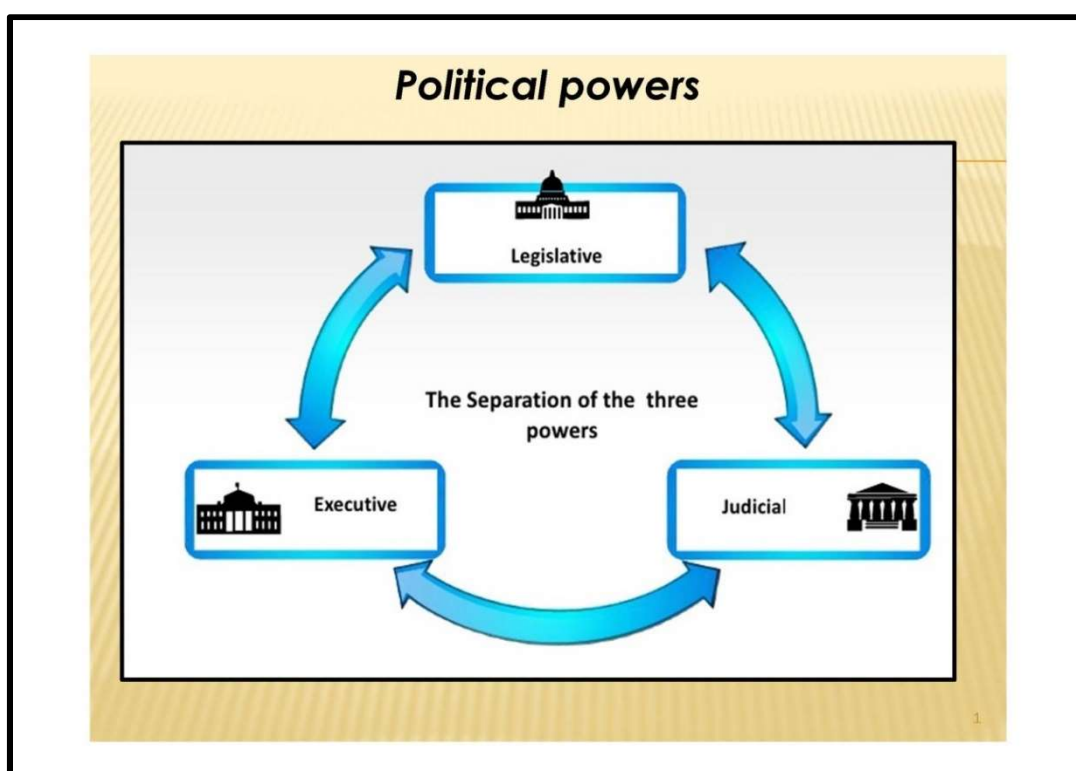 Political powers
Legislative
The Separation of the three
powers
Executive
Judicial
1